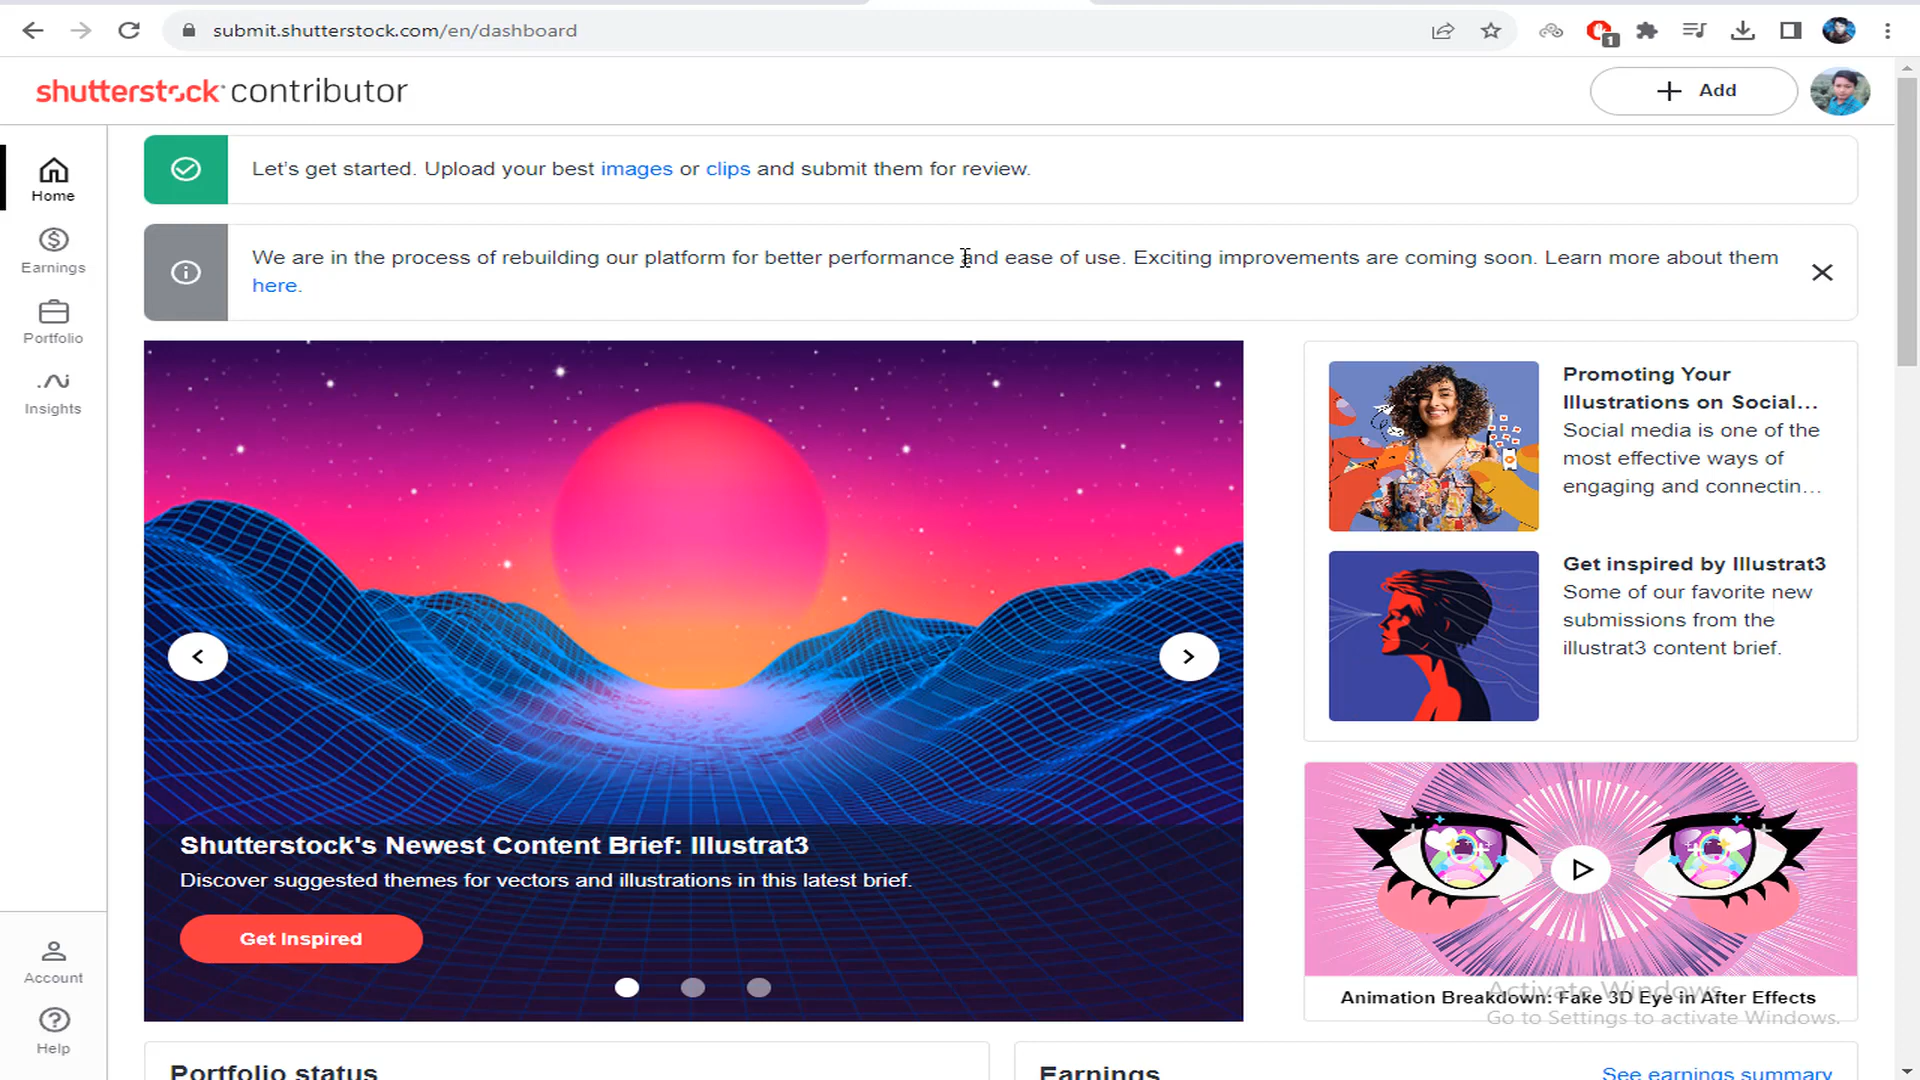 submit.shutterstock.com/en/dashboard
1
shutterstock contributor
Add
Home
Earnings
Portfolio
Insights
Account
Help
Let's get started. Upload your best images or clips and submit them for review.
We are in the process of rebuilding our platform for better performance and ease of use. Exciting improvements are coming soon. Learn more about them
here.
Shutterstock's Newest Content Brief: Illustrat3
Discover suggested themes for vectors and illustrations in this latest brief.
Get Inspired
Promoting Your
Illustrations on Social...
Social media is one of the
most effective ways of
engaging and connectin...
Get inspired by Illustrat3
Some of our favorite new
submissions from the
illustrat3 content brief.
Animation Breakdown: Fake 3D Eye in After Effects
Activate Windows
Go to Settings to activate Windows.
Portfolio status
Earnings
See earnings summary